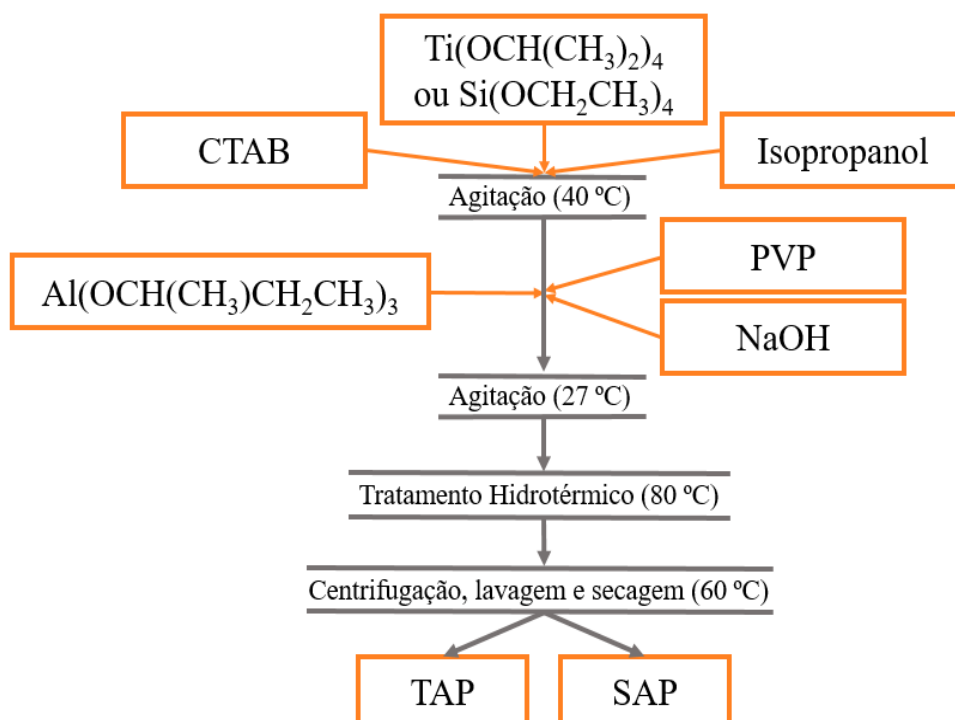 Ti(OCH(CH₃)₂)₄
ou Si(OCH₂CH₃)₄
CTAB
Isopropanol
Agitação (40 ºC)
PVP
Al(OCH(CH₃)CH₂CH₃)₃
NaOH
Agitação (27 ºC)
Tratamento Hidrotérmico (80 ºC)
Centrifugação, lavagem e secagem (60 ºC)
TAP
SAP